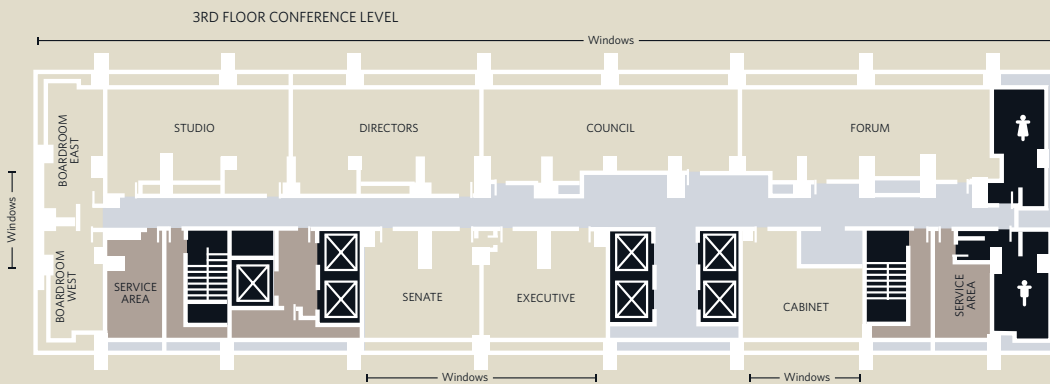 3RD FLOOR CONFERENCE LEVEL
Windows
BOARDROOM
EAST
STUDIO
DIRECTORS
COUNCIL
FORUM
Windows
BOARDROOM
WEST
SERVICE
AREA
SENATE
EXECUTIVE
CABINET
SERVICE
AREA
Windows
Windows